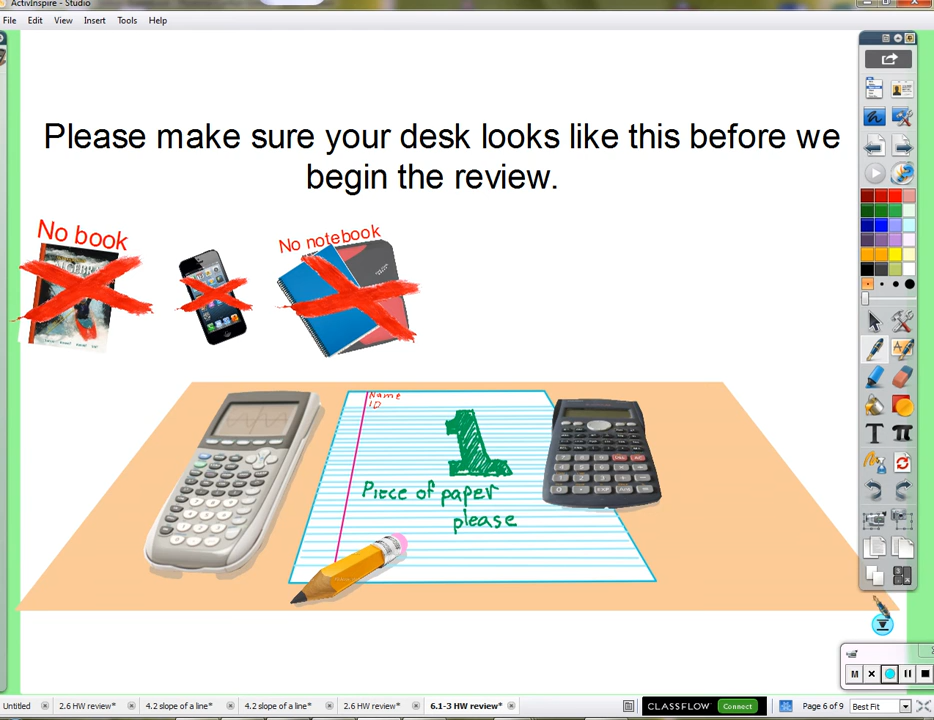 ActivInspire - Studio
File Edit View Insert Tools Help
Please make sure your desk looks like this before we
begin the review.
No book
No notebook
Name
ID
1
Piece of paper
please
M
Untitled
2.6 HW review*
4.2 slope of a line*
4.2 slope of a line*
2.6 HW review*
6.1-3 HW review*
CLASSFLOW Connect
Page 6 of 9
Best Fit